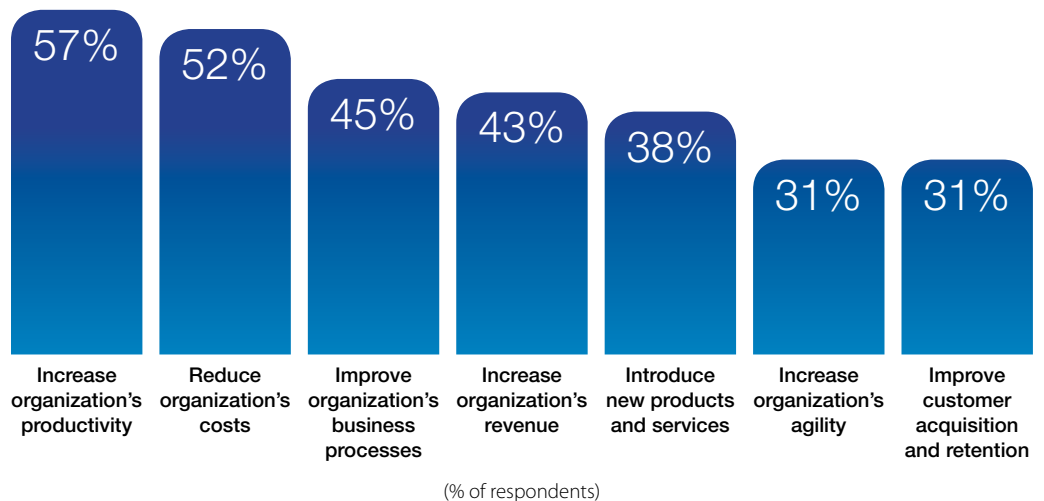 57%
52%
45%
43%
38%
31%
31%
Increase
organization's
productivity
Reduce
organization's
costs
Improve
organization's
business
processes
Increase
organization's
revenue
Introduce
new products
and services
Increase
organization's
agility
Improve
customer
acquisition
and retention
(% of respondents)